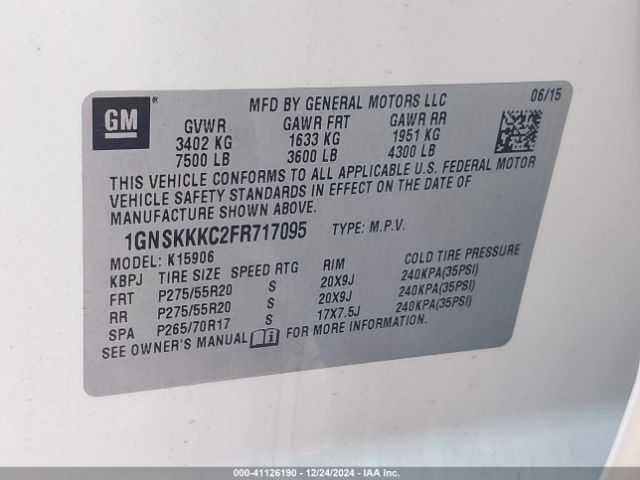 GM ®
MFD BY GENERAL MOTORS LLC 06/15
GVWR GAWR FRT GAWR RR
3402 KG 1633 KG 1951 KG
7500 LB 3600 LB 4300 LB
THIS VEHICLE CONFORMS TO ALL APPLICABLE U.S. FEDERAL MOTOR
VEHICLE SAFETY STANDARDS IN EFFECT ON THE DATE OF
MANUFACTURE SHOWN ABOVE.
1GNSKKKC2FR717095 TYPE: M.P.V.
MODEL: K15906
KBPJ TIRE SIZE SPEED RTG RIM COLD TIRE PRESSURE
FRT P275/55R20 S 20X9J 240KPA(35PSI)
RR P275/55R20 S 20X9J 240KPA(35PSI)
SPA P265/70R17 S 17X7.5J 240KPA(35PSI)
SEE OWNER'S MANUAL FOR MORE INFORMATION.
000-41126190 - 12/24/2024 - IAA Inc.